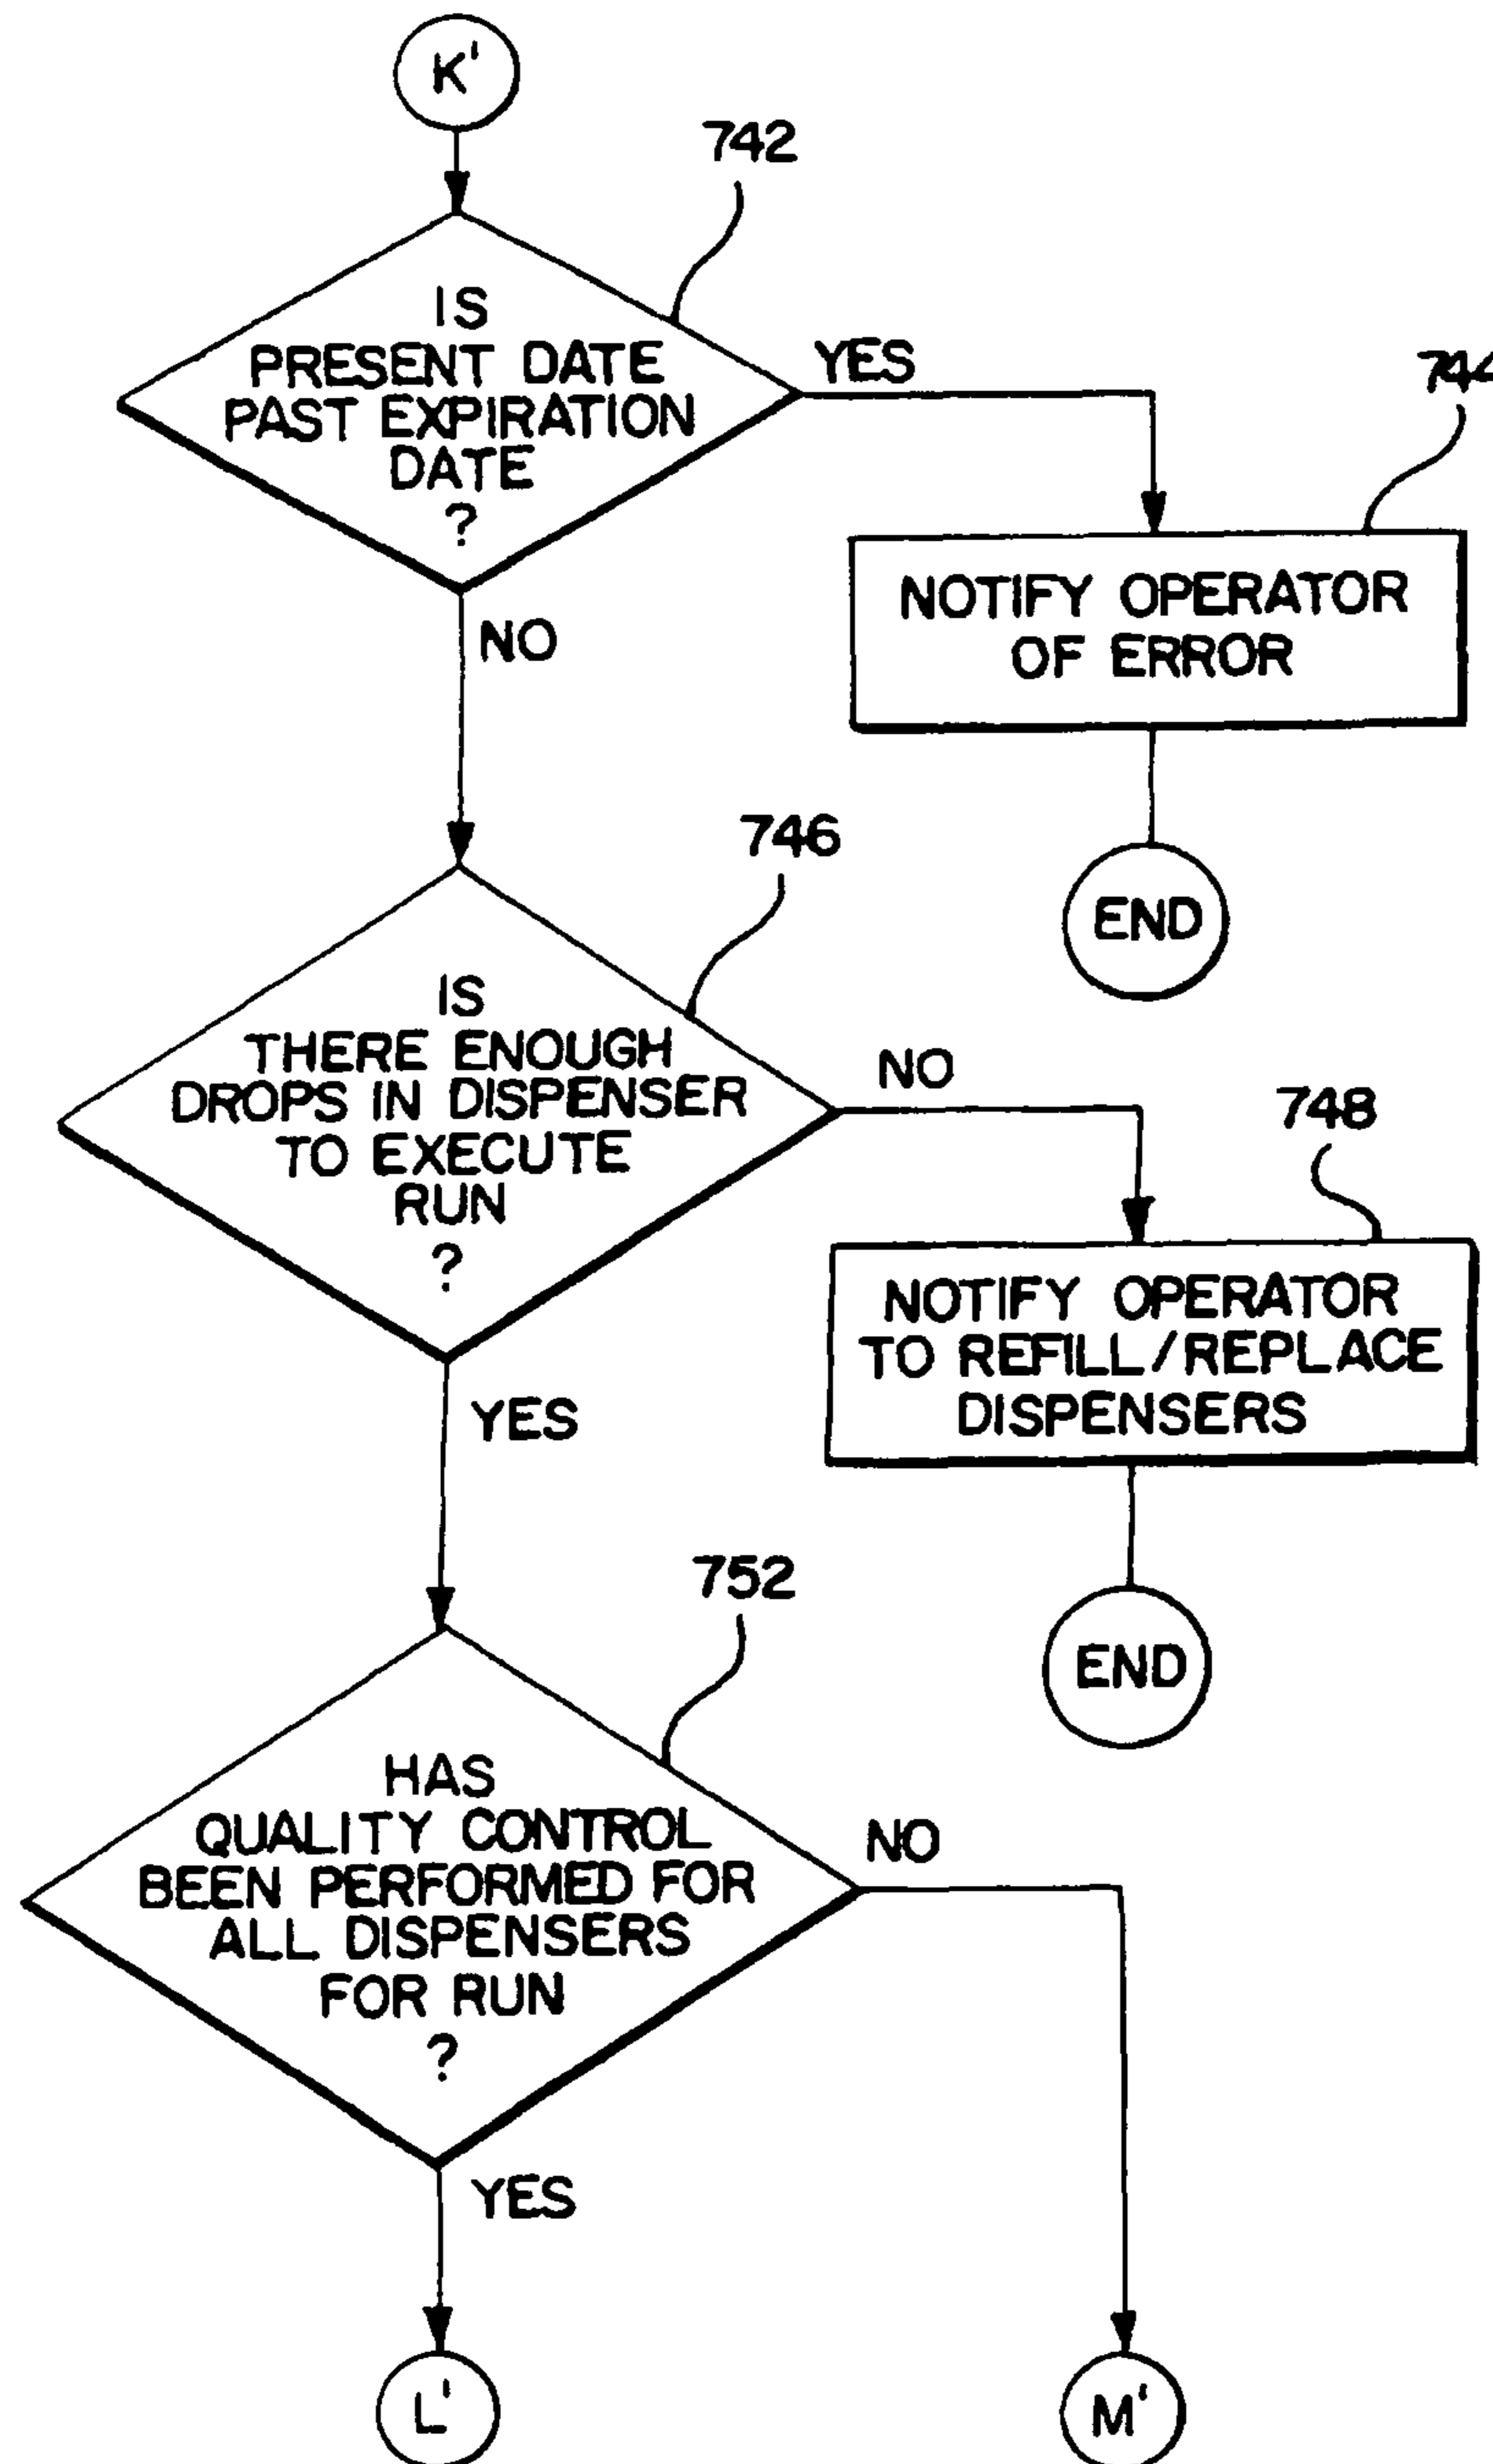 K'
742
IS
PRESENT DATE
PAST EXPIRATION
DATE
?
YES
744
NOTIFY OPERATOR
OF ERROR
NO
END
746
IS
THERE ENOUGH
DROPS IN DISPENSER
TO EXECUTE
RUN
?
NO
748
NOTIFY OPERATOR
TO REFILL/REPLACE
DISPENSERS
YES
END
752
HAS
QUALITY CONTROL
BEEN PERFORMED FOR
ALL DISPENSERS
FOR RUN
?
NO
YES
L'
M'